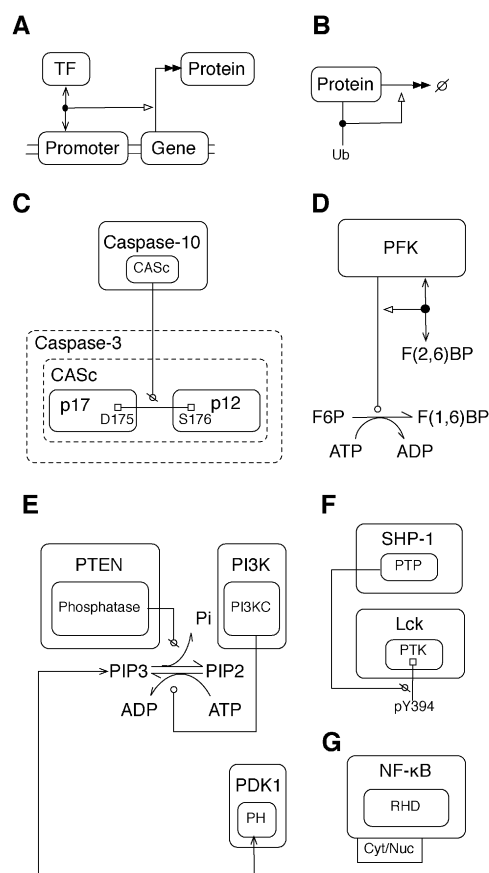 A
TF
Protein
Promoter
Gene
B
Protein
Ub
C
Caspase-10
CASc
Caspase-3
CASc
p17
p12
D175
S176
D
PFK
F(2,6)BP
F6P
F(1,6)BP
ATP
ADP
E
PTEN
Phosphatase
PI3K
PI3KC
Pi
PIP3
PIP2
ADP
ATP
PDK1
PH
F
SHP-1
PTP
Lck
PTK
pY394
G
NF-κB
RHD
Cyt/Nuc